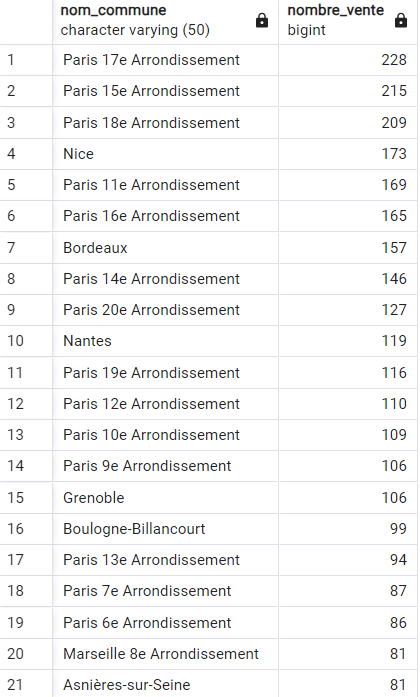 nom_commune nombre_vente
character varying (50) bigint
1 Paris 17e Arrondissement 228
2 Paris 15e Arrondissement 215
3 Paris 18e Arrondissement 209
4 Nice 173
5 Paris 11e Arrondissement 169
6 Paris 16e Arrondissement 165
7 Bordeaux 157
8 Paris 14e Arrondissement 146
9 Paris 20e Arrondissement 127
10 Nantes 119
11 Paris 19e Arrondissement 116
12 Paris 12e Arrondissement 110
13 Paris 10e Arrondissement 109
14 Paris 9e Arrondissement 106
15 Grenoble 106
16 Boulogne-Billancourt 99
17 Paris 13e Arrondissement 94
18 Paris 7e Arrondissement 87
19 Paris 6e Arrondissement 86
20 Marseille 8e Arrondissement 81
21 Asnières-sur-Seine 81